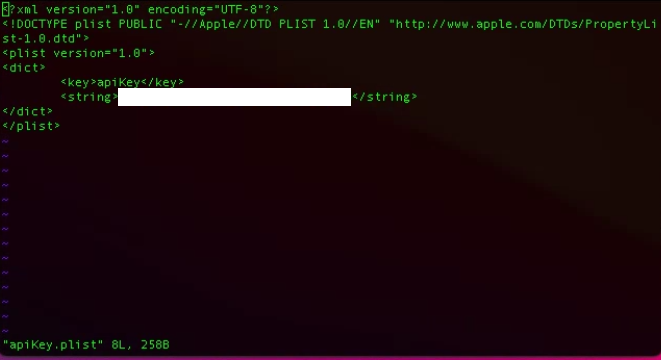 <?xml version="1.0" encoding="UTF-8"?>
<!DOCTYPE plist PUBLIC "-//Apple//DTD PLIST 1.0//EN" "http://www.apple.com/DTDs/PropertyLi
st-1.0.dtd">
<plist version="1.0">
<dict>
<key>apiKey</key>
<string></string>
</dict>
</plist>
~
~
~
~
~
~
~
~
~
~
~
~
~
~
"apiKey.plist" 8L, 258B